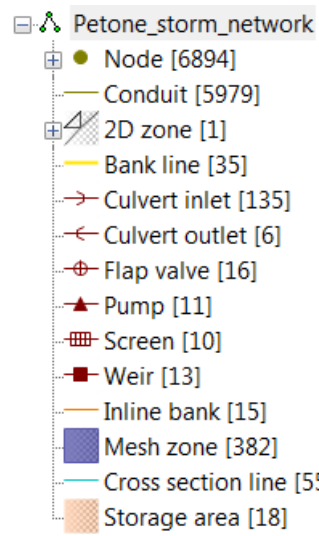 Petone_storm_network
Node [6894]
Conduit [5979]
2D zone [1]
Bank line [35]
Culvert inlet [135]
Culvert outlet [6]
Flap valve [16]
Pump [11]
Screen [10]
Weir [13]
Inline bank [15]
Mesh zone [382]
Cross section line [55
Storage area [18]